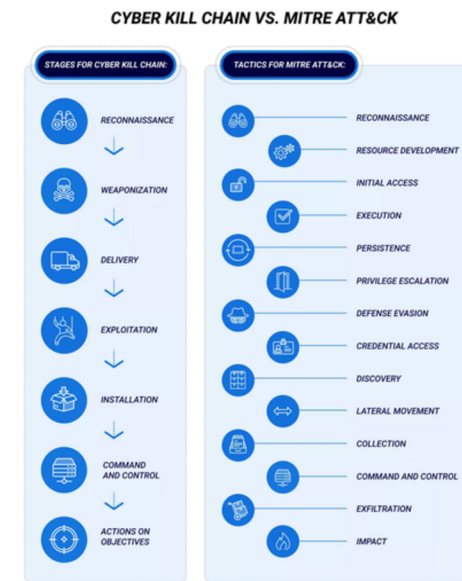 CYBER KILL CHAIN VS. MITRE ATT&CK
STAGES FOR CYBER KILL CHAIN:
RECONNAISSANCE
WEAPONIZATION
DELIVERY
EXPLOITATION
INSTALLATION
COMMAND
AND CONTROL
ACTIONS ON
OBJECTIVES
TACTICS FOR MITRE ATT&CK:
RECONNAISSANCE
RESOURCE DEVELOPMENT
INITIAL ACCESS
EXECUTION
PERSISTENCE
PRIVILEGE ESCALATION
DEFENSE EVASION
CREDENTIAL ACCESS
DISCOVERY
LATERAL MOVEMENT
COLLECTION
COMMAND AND CONTROL
EXFILTRATION
IMPACT